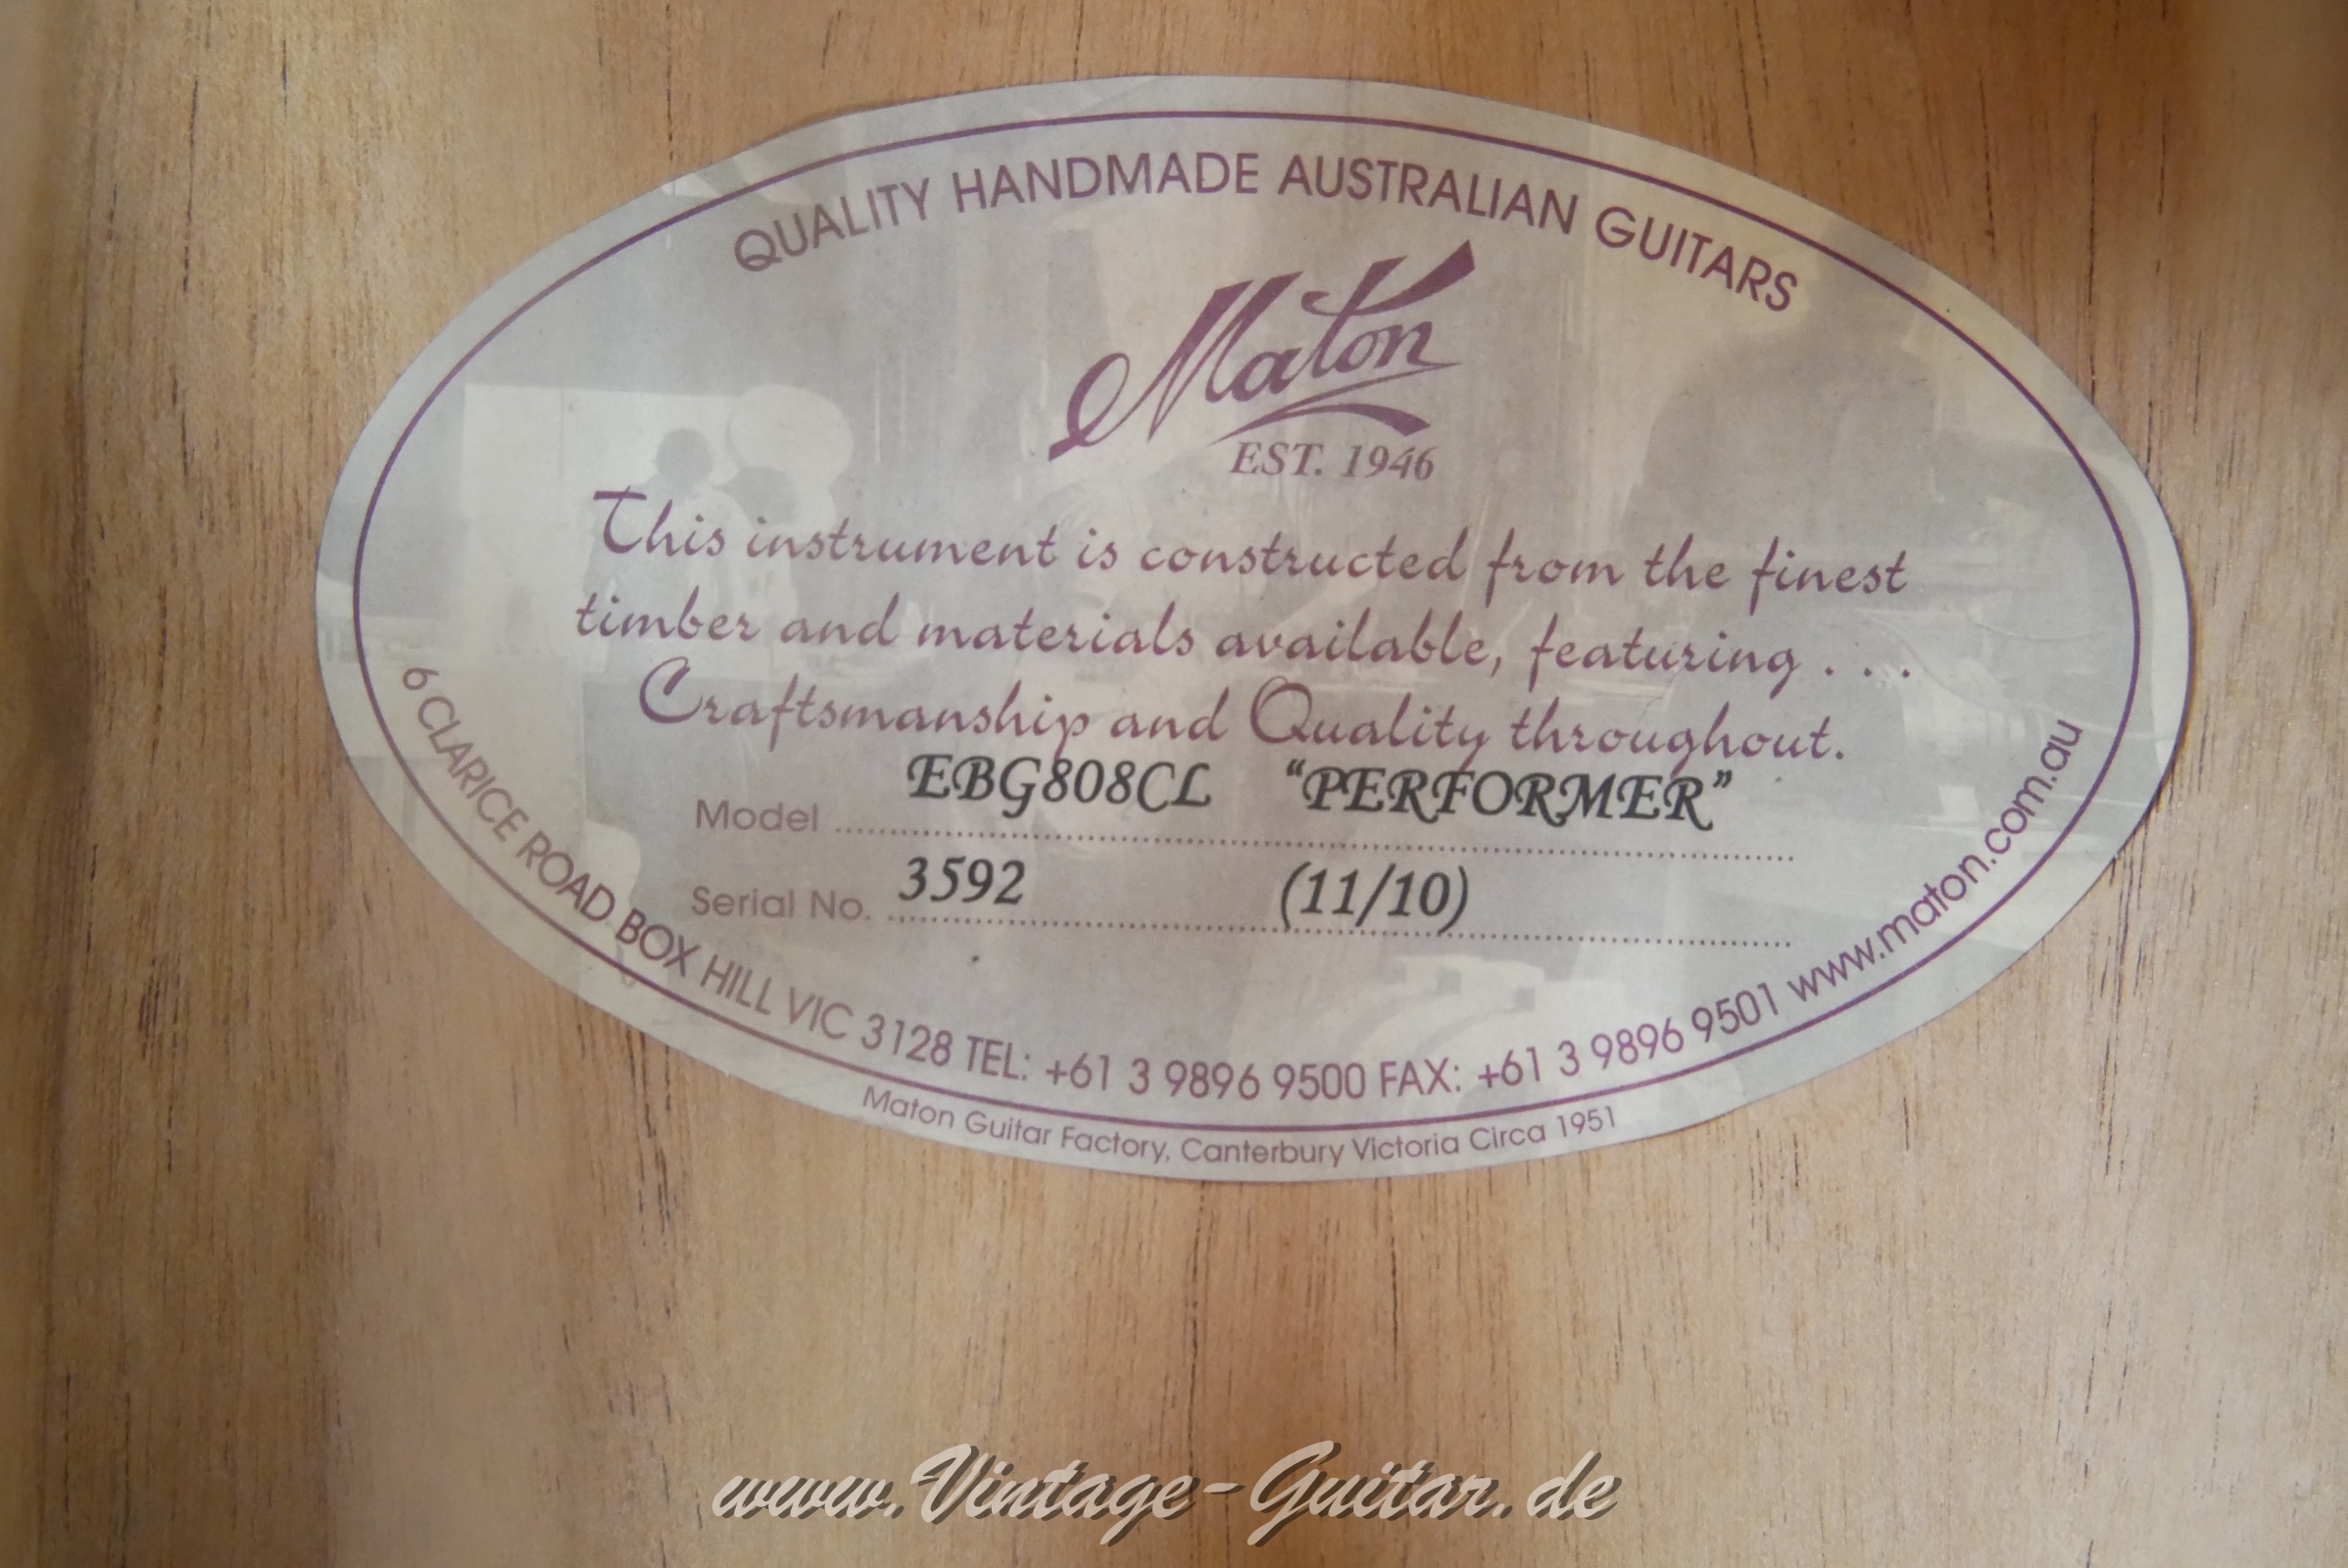 QUALITY HANDMADE AUSTRALIAN GUITARS
Maton
EST. 1946
This instrument is constructed from the finest
timber and materials available, featuring . . .
Craftsmanship and Quality throughout.
Model EBG808CL "PERFORMER"
Serial No. 3592 (11/10)
6 CLARICE ROAD BOX HILL VIC 3128 TEL: +61 3 9896 9500 FAX: +61 3 9896 9501 www.maton.com.au
Maton Guitar Factory, Canterbury Victoria Circa 1951
www.Vintage-Guitar.de